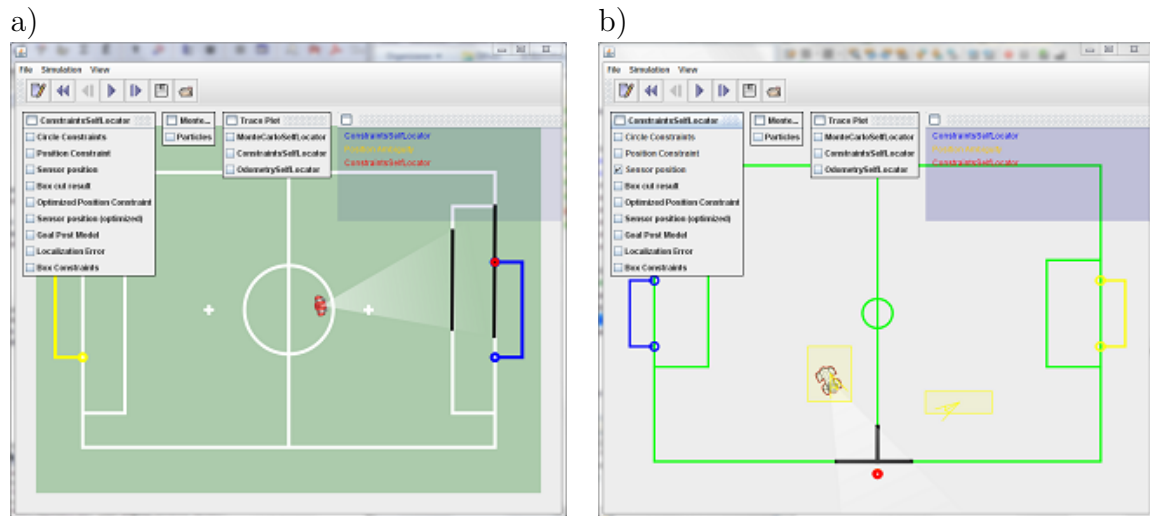 a)
File Simulation View
ConstraintsSelfLocator
Circle Constraints
Position Constraint
Sensor position
Box cut result
Optimized Position Constraint
Sensor position (optimized)
Goal Post Model
Localization Error
Box Constraints
Monte...
Particles
Trace Plot
MonteCarloSelfLocator
ConstraintsSelfLocator
OdometrySelfLocator
ConstraintsSelfLocator
ConstraintsSelfLocator
b)
File Simulation View
ConstraintsSelfLocator
Circle Constraints
Position Constraint
Sensor position
Box cut result
Optimized Position Constraint
Sensor position (optimized)
Goal Post Model
Localization Error
Box Constraints
Monte...
Particles
Trace Plot
MonteCarloSelfLocator
ConstraintsSelfLocator
OdometrySelfLocator
ConstraintsSelfLocator
ConstraintsSelfLocator